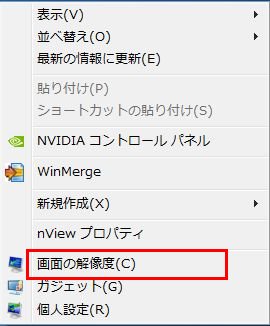 表示(V)
並べ替え(O)
最新の情報に更新(E)
貼り付け(P)
ショートカットの貼り付け(S)
NVIDIA コントロール パネル
WinMerge
新規作成(X)
nView プロパティ
画面の解像度(C)
ガジェット(G)
個人設定(R)